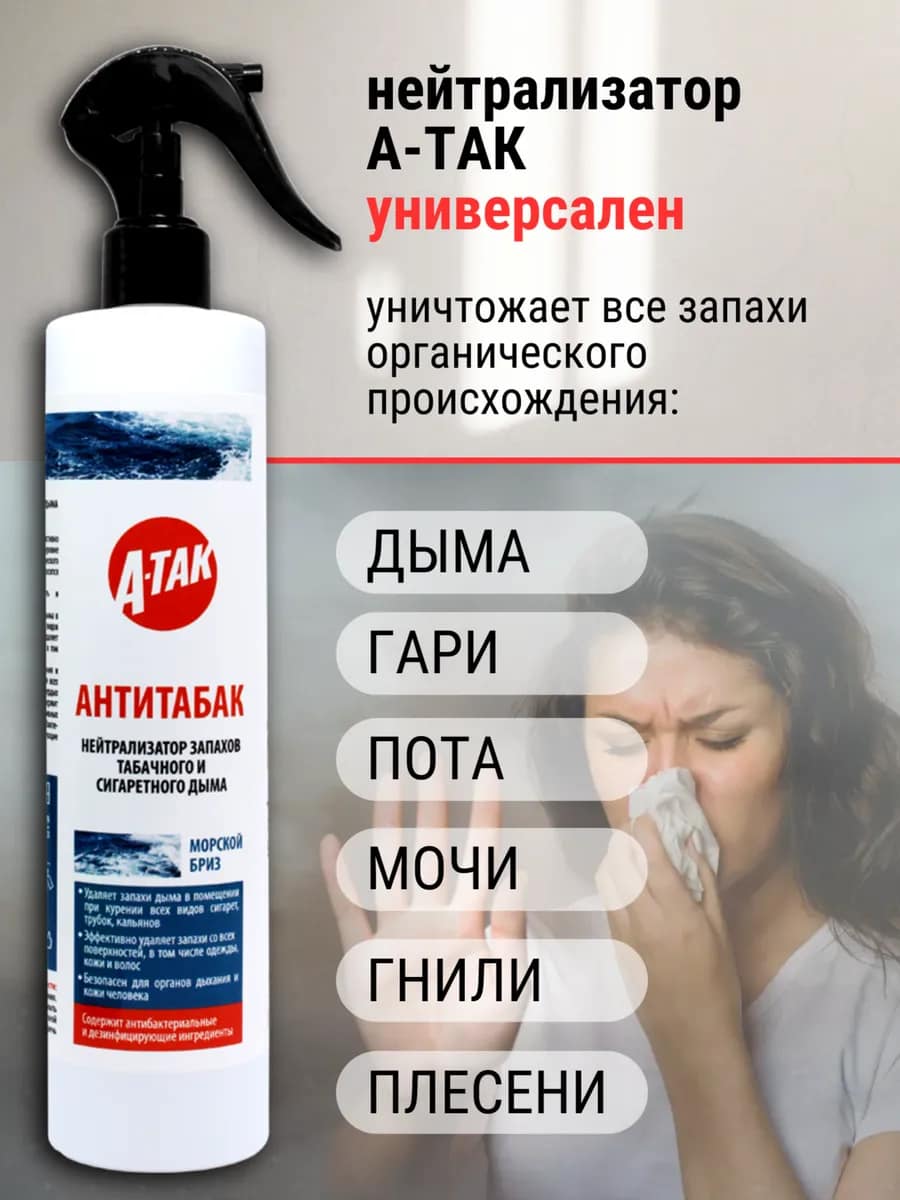 нейтрализатор
А-ТАК
универсален
уничтожает все запахи
органического
происхождения:
ДЫМА
ГАРИ
ПОТА
МОЧИ
ГНИЛИ
ПЛЕСЕНИ
А-ТАК
АНТИТАБАК
НЕЙТРАЛИЗАТОР ЗАПАХОВ
ТАБАЧНОГО И
СИГАРЕТНОГО ДЫМА
МОРСКОЙ
БРИЗ
• Удаляет запахи дыма в помещении
при курении всех видов сигарет,
трубок, кальянов
• Эффективно удаляет запахи со всех
поверхностей, в том числе одежды,
кожи и волос
• Безопасен для органов дыхания и
кожи человека
Содержит антибактериальные
и дезинфицирующие ингредиенты